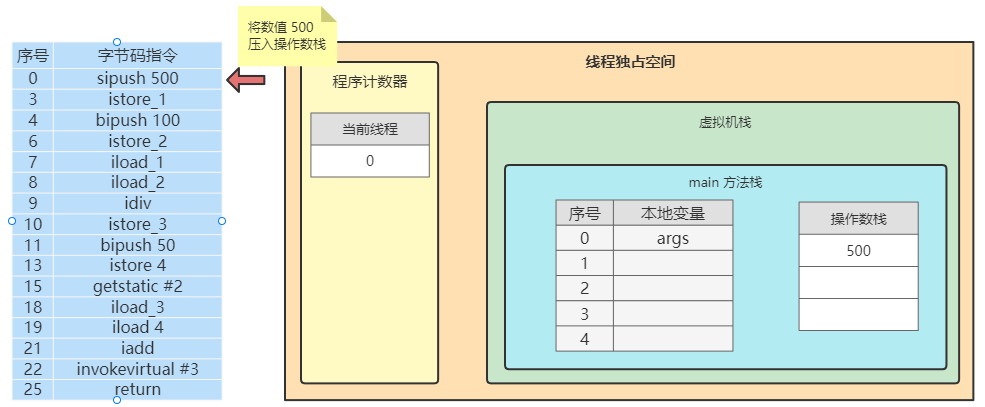 将数值 500
压入操作数栈
序号 字节码指令
0 sipush 500
3 istore_1
4 bipush 100
6 istore_2
7 iload_1
8 iload_2
9 idiv
10 istore_3
11 bipush 50
13 istore 4
15 getstatic #2
18 iload_3
19 iload 4
21 iadd
22 invokevirtual #3
25 return
线程独占空间
程序计数器
当前线程
0
虚拟机栈
main 方法栈
序号 本地变量
0 args
1
2
3
4
操作数栈
500